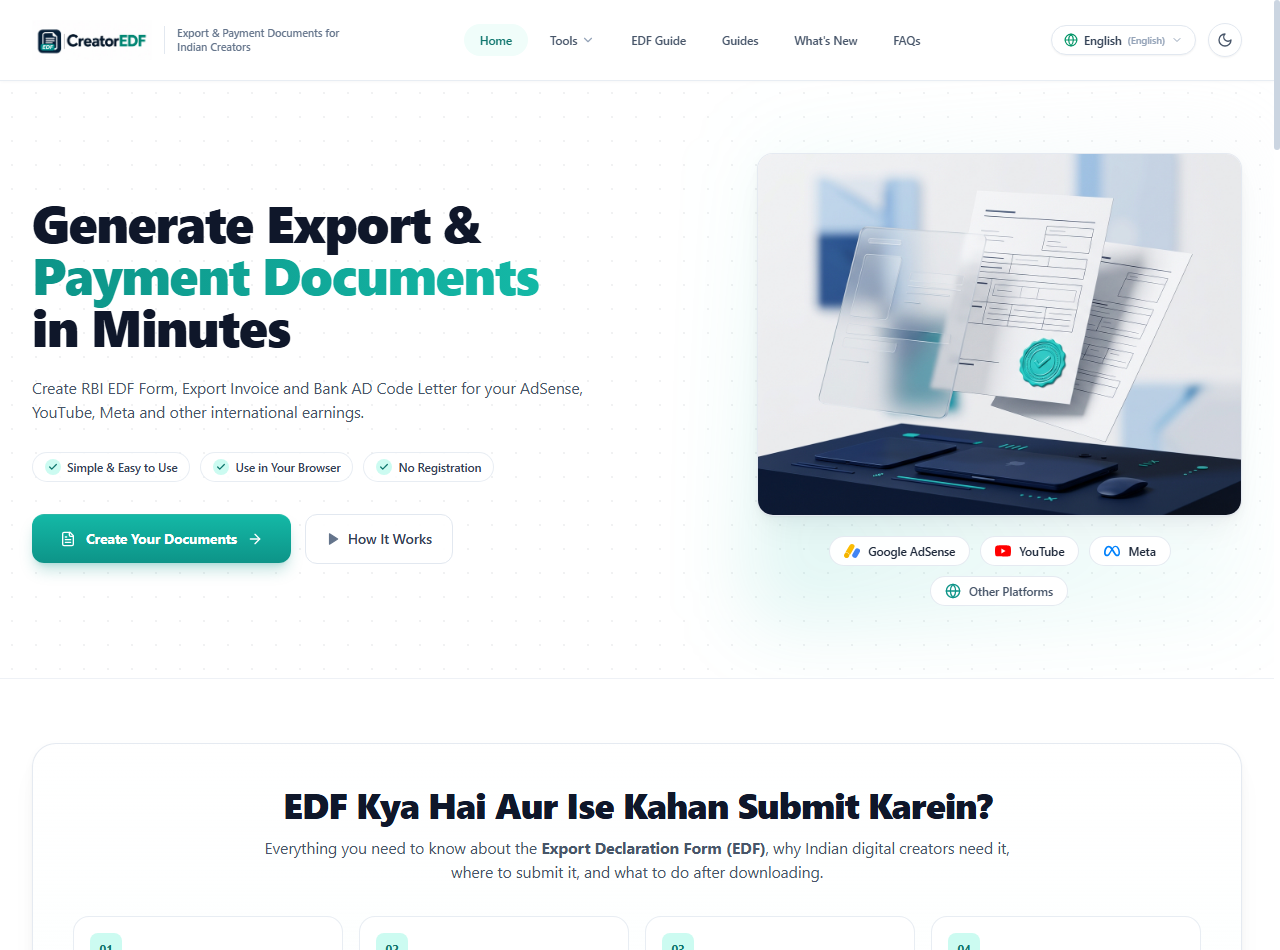 CreatorEDF
Export & Payment Documents for
Indian Creators
Home
Tools
EDF Guide
Guides
What's New
FAQs
English (English)
Generate Export &
Payment Documents
in Minutes
Create RBI EDF Form, Export Invoice and Bank AD Code Letter for your AdSense,
YouTube, Meta and other international earnings.
Simple & Easy to Use
Use in Your Browser
No Registration
Create Your Documents
How It Works
Google AdSense
YouTube
Meta
Other Platforms
EDF Kya Hai Aur Ise Kahan Submit Karein?
Everything you need to know about the Export Declaration Form (EDF), why Indian digital creators need it,
where to submit it, and what to do after downloading.
01
02
03
04